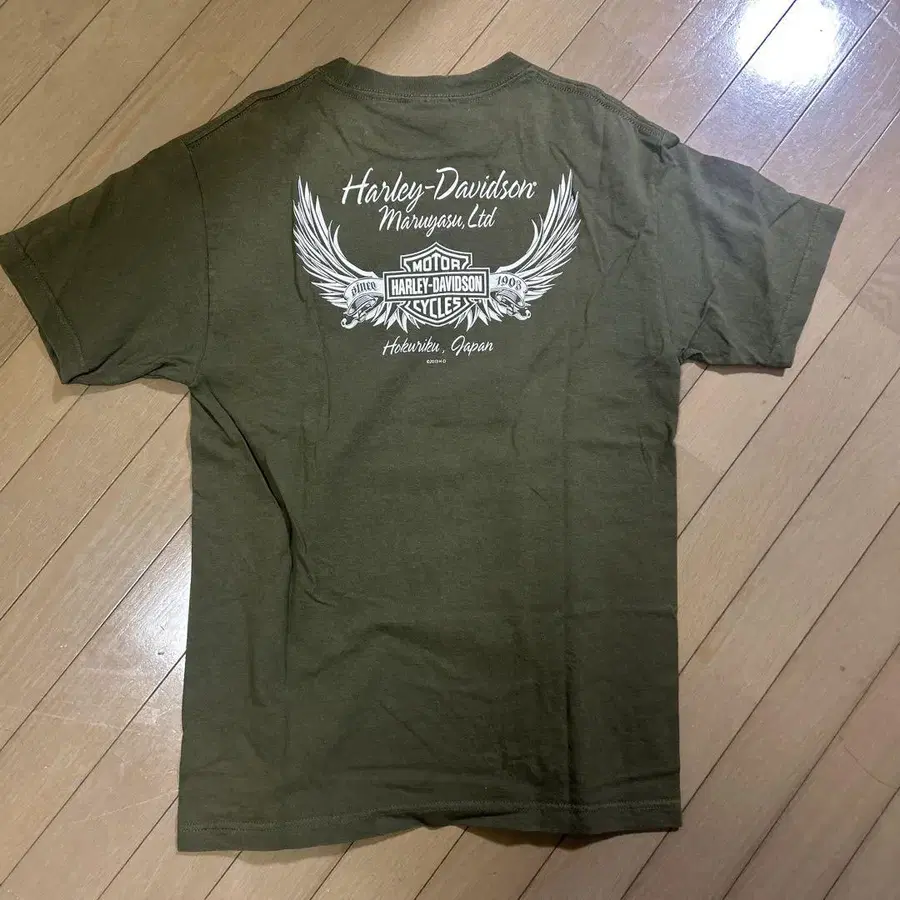 Harley-Davidson®
Maruyasu, Ltd
MOTOR
HARLEY-DAVIDSON
since 1903
CYCLES
Hokuriku, Japan